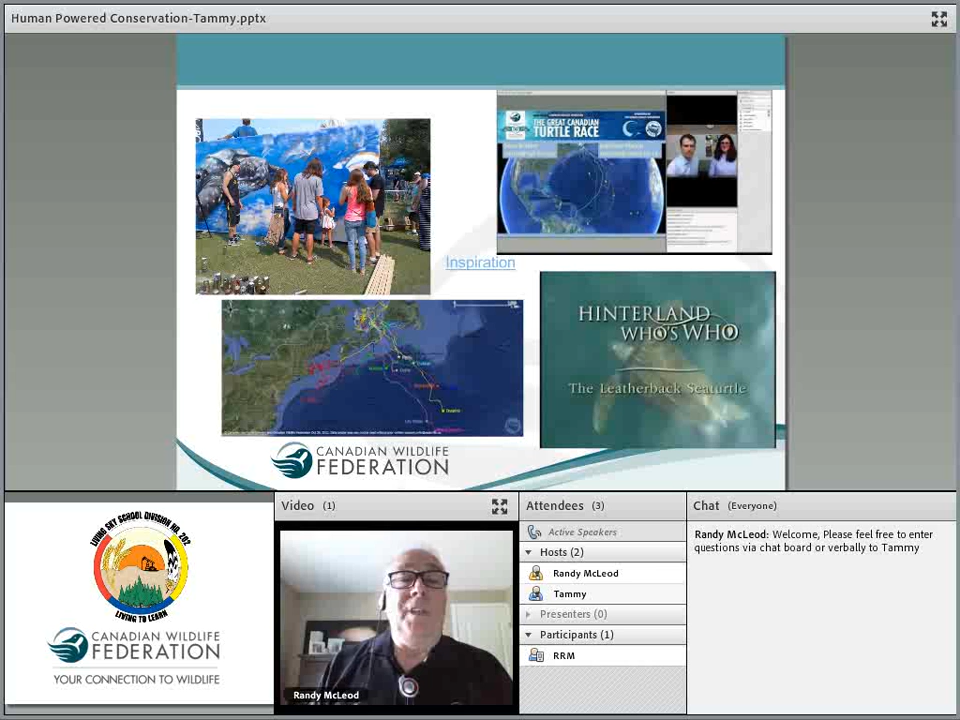 Human Powered Conservation-Tammy.pptx
THE GREAT CANADIAN
TURTLE RACE
Inspiration
HINTERLAND
WHO'S WHO
The Leatherback Seaturtle
CANADIAN WILDLIFE
FEDERATION
LIVING SKY SCHOOL DIVISION NO. 202
LIVING TO LEARN
CANADIAN WILDLIFE
FEDERATION
YOUR CONNECTION TO WILDLIFE
Video (1)
Randy McLeod
Attendees (3)
Active Speakers
Hosts (2)
Randy McLeod
Tammy
Presenters (0)
Participants (1)
RRM
Chat (Everyone)
Randy McLeod: Welcome, Please feel free to enter
questions via chat board or verbally to Tammy